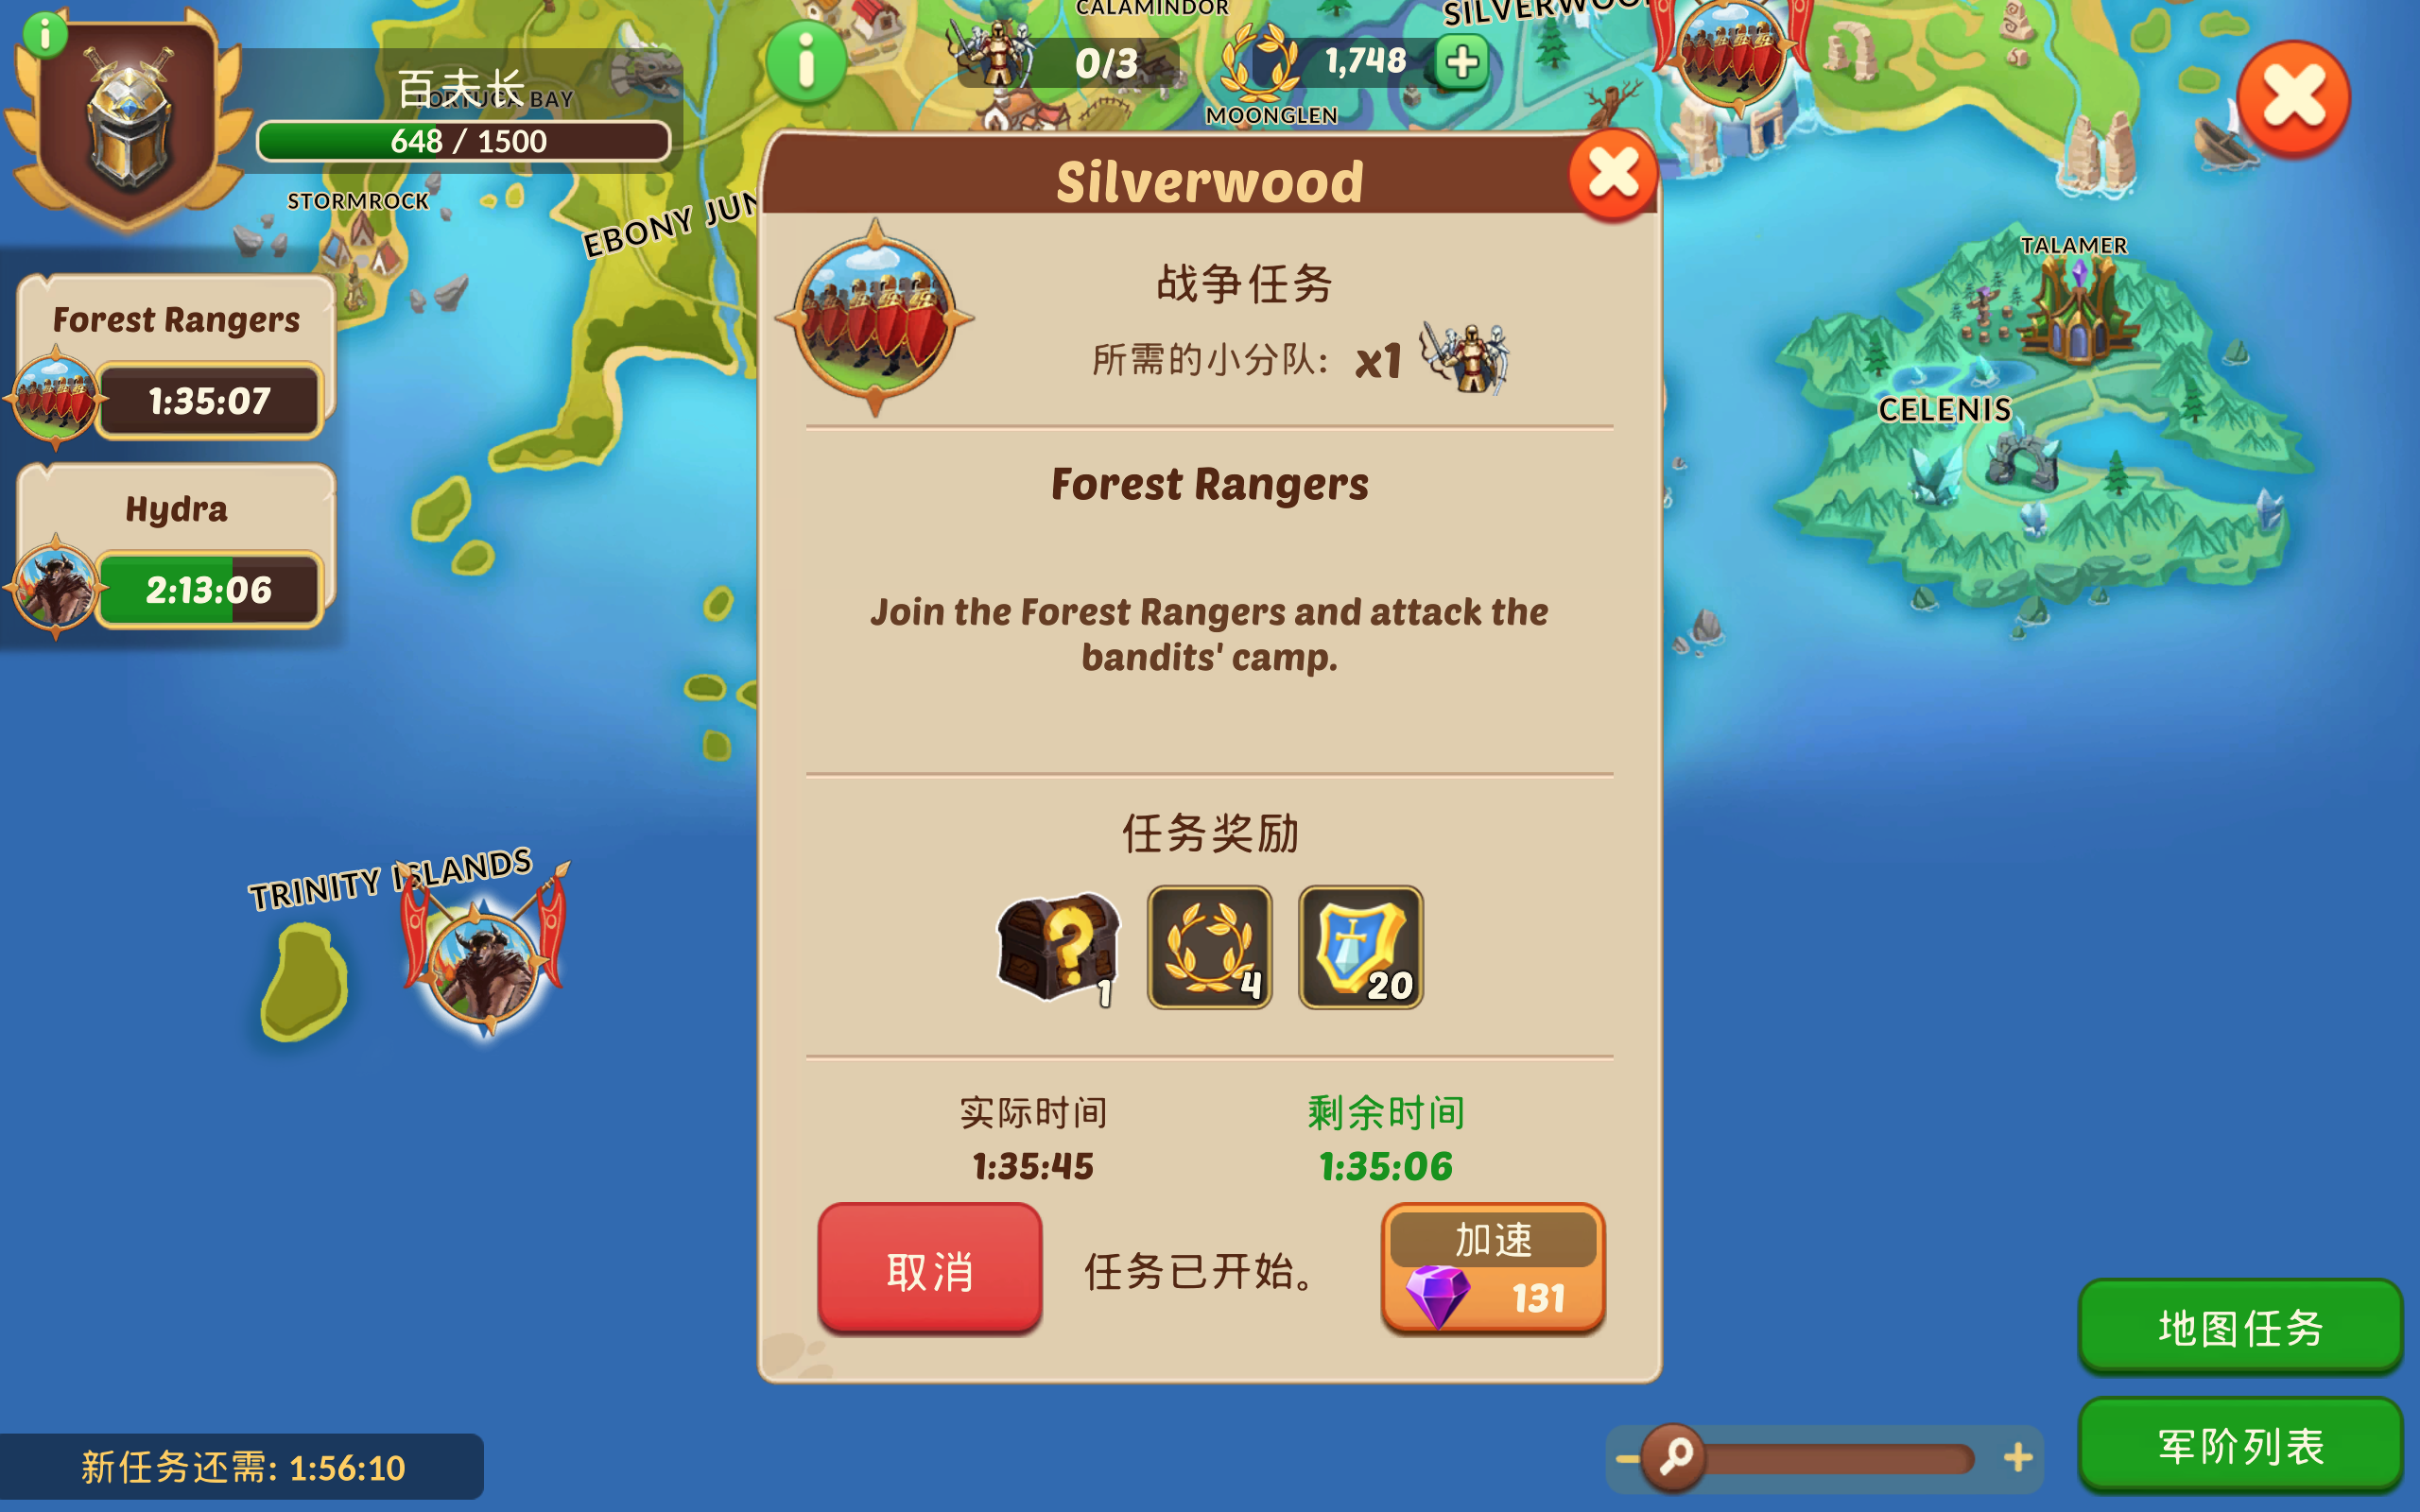 CALAMINDOR
百夫长
TORTUGA BAY
648 / 1500
0/3
1,748
MOONGLEN
STORMROCK
Silverwood
TALAMER
CELENIS
Forest Rangers
1:35:07
Hydra
2:13:06
战争任务
所需的小分队: x1
Forest Rangers
Join the Forest Rangers and attack the
bandits' camp.
任务奖励
1
4
20
TRINITY ISLANDS
实际时间
1:35:45
剩余时间
1:35:06
取消
任务已开始。
加速
131
地图任务
军阶列表
新任务还需: 1:56:10